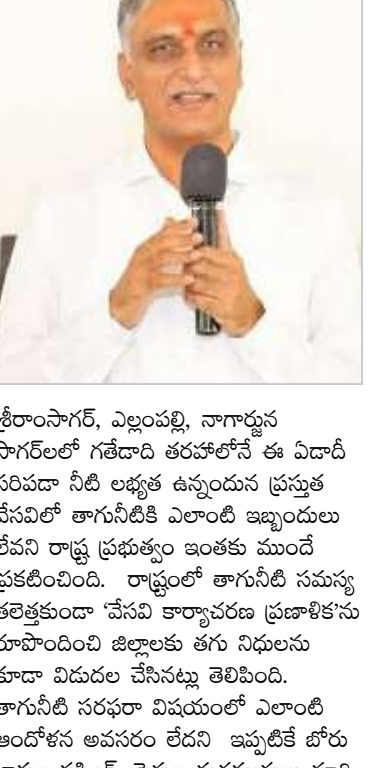 శ్రీరాంసాగర్, ఎల్లంపల్లి, నాగార్జున
సాగర్‌లలో గతేడాది తరహాలోనే ఈ ఏడాదీ
సరిపడా నీటి లభ్యత ఉన్నందున ప్రస్తుత
వేసవిలో తాగునీటికి ఎలాంటి ఇబ్బందులు
లేవని రాష్ట్ర ప్రభుత్వం ఇంతకు ముందే
ప్రకటించింది. రాష్ట్రంలో తాగునీటి సమస్య
తలెత్తకుండా ‘వేసవి కార్యాచరణ ప్రణాళిక’ను
రూపొందించి జిల్లాలకు తగు నిధులను
కూడా విడుదల చేసినట్లు తెలిపింది.
తాగునీటి సరఫరా విషయంలో ఎలాంటి
ఆందోళన అవసరం లేదని ఇప్పటికే బోరు